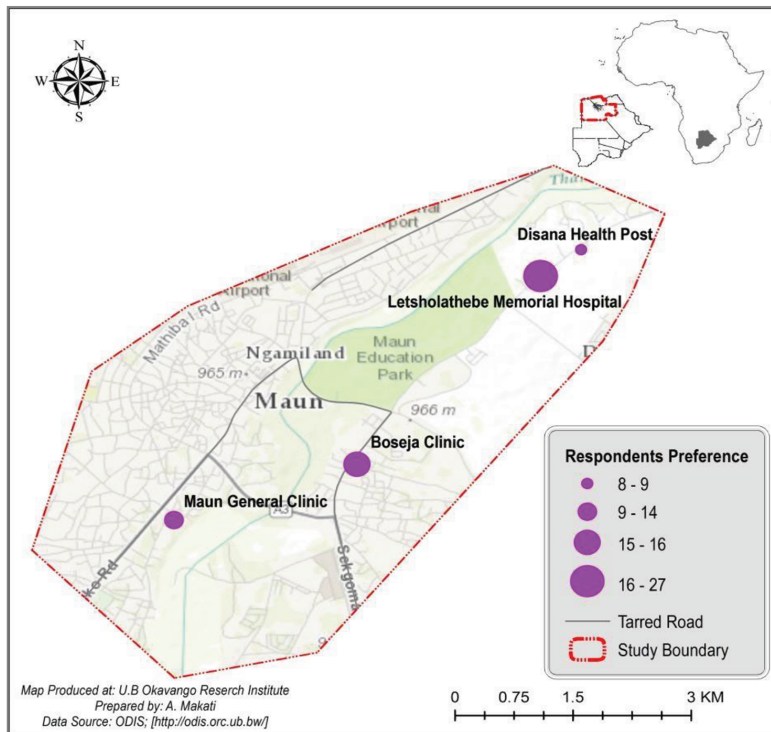 N
W E
S
Disana Health Post
Letsholathebe Memorial Hospital
Mathiba I Rd
Ngamiland
965 m
Maun
Education
Park
Maun
966 m
Boseja Clinic
Maun General Clinic
A3
Sekgoma
Respondents Preference
8 - 9
9 - 14
15 - 16
16 - 27
Tarred Road
Study Boundary
Map Produced at: U.B Okavango Reserch Institute
Prepared by: A. Makati
Data Source: ODIS; [http://odis.orc.ub.bw/]
0 0.75 1.5 3 KM